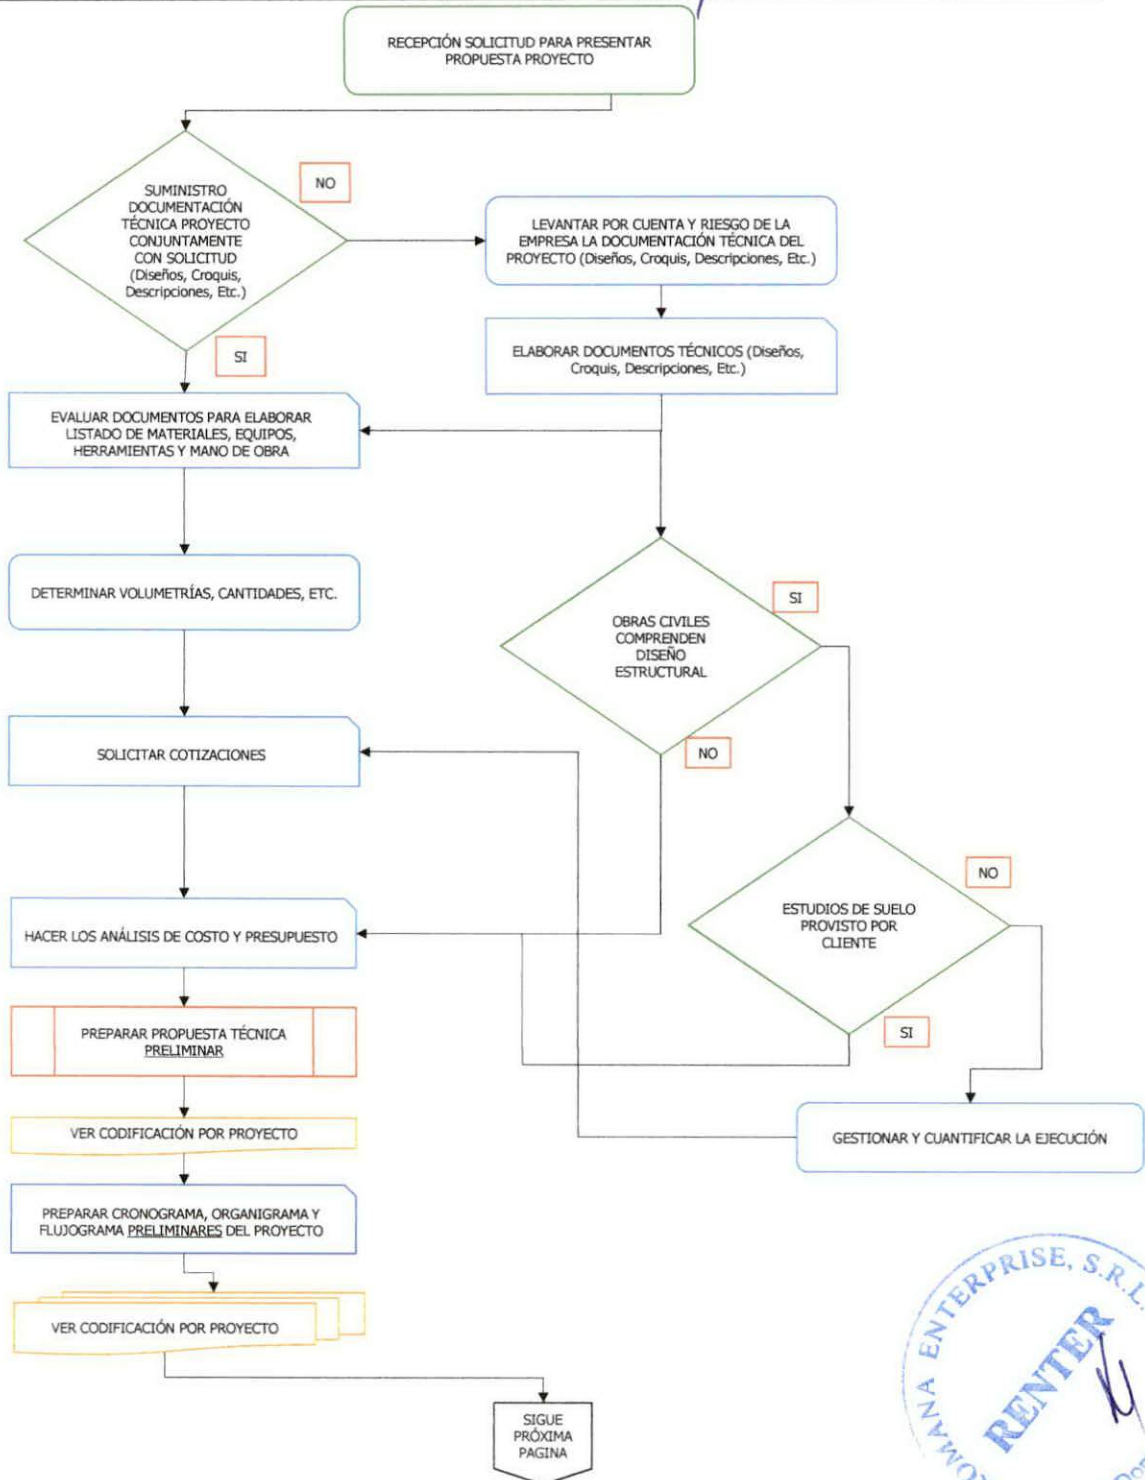 RECEPCIÓN SOLICITUD PARA PRESENTAR
PROPUESTA PROYECTO
SUMINISTRO
DOCUMENTACIÓN
TÉCNICA PROYECTO
CONJUNTAMENTE
CON SOLICITUD
(Diseños, Croquis,
Descripciones, Etc.)
NO
SI
LEVANTAR POR CUENTA Y RIESGO DE LA
EMPRESA LA DOCUMENTACIÓN TÉCNICA DEL
PROYECTO (Diseños, Croquis, Descripciones, Etc.)
ELABORAR DOCUMENTOS TÉCNICOS (Diseños,
Croquis, Descripciones, Etc.)
EVALUAR DOCUMENTOS PARA ELABORAR
LISTADO DE MATERIALES, EQUIPOS,
HERRAMIENTAS Y MANO DE OBRA
DETERMINAR VOLUMETRÍAS, CANTIDADES, ETC.
OBRAS CIVILES
COMPRENDEN
DISEÑO
ESTRUCTURAL
SI
NO
SOLICITAR COTIZACIONES
ESTUDIOS DE SUELO
PROVISTO POR
CLIENTE
NO
SI
HACER LOS ANÁLISIS DE COSTO Y PRESUPUESTO
PREPARAR PROPUESTA TÉCNICA
PRELIMINAR
VER CODIFICACIÓN POR PROYECTO
GESTIONAR Y CUANTIFICAR LA EJECUCIÓN
PREPARAR CRONOGRAMA, ORGANIGRAMA Y
FLUJOGRAMA PRELIMINARES DEL PROYECTO
VER CODIFICACIÓN POR PROYECTO
SIGUE
PRÓXIMA
PAGINA
OMANA ENTERPRISE, S.R.L.
RENTER